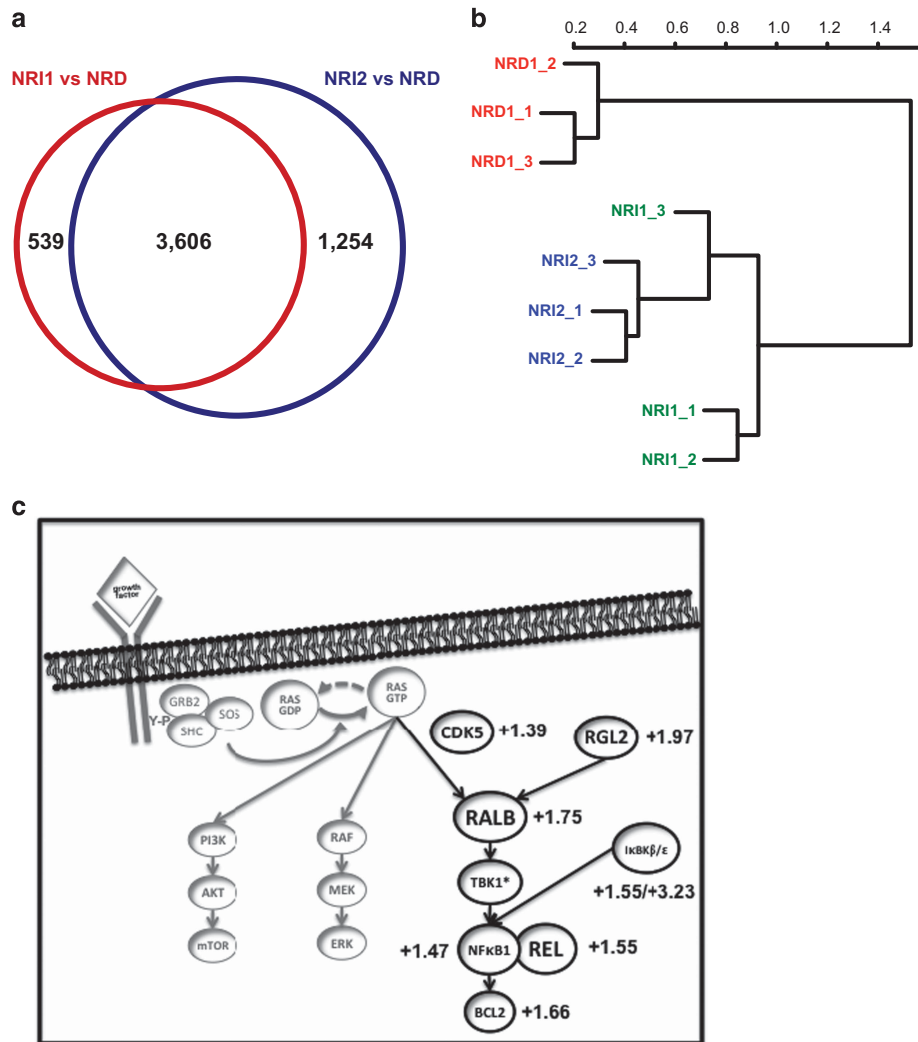 a
NRI1 vs NRD
NRI2 vs NRD
539
3,606
1,254
b
0.2 0.4 0.6 0.8 1.0 1.2 1.4
NRD1_2
NRD1_1
NRD1_3
NRI1_3
NRI2_3
NRI2_1
NRI2_2
NRI1_1
NRI1_2
c
growth
factor
GRB2
Y-P
SHC
SOS
RAS
GDP
RAS
GTP
CDK5 +1.39
RGL2 +1.97
RALB +1.75
PI3K
RAF
IκBKβ/ε
+1.55/+3.23
AKT
MEK
TBK1*
mTOR
ERK
+1.47 NFκB1 REL +1.55
BCL2 +1.66